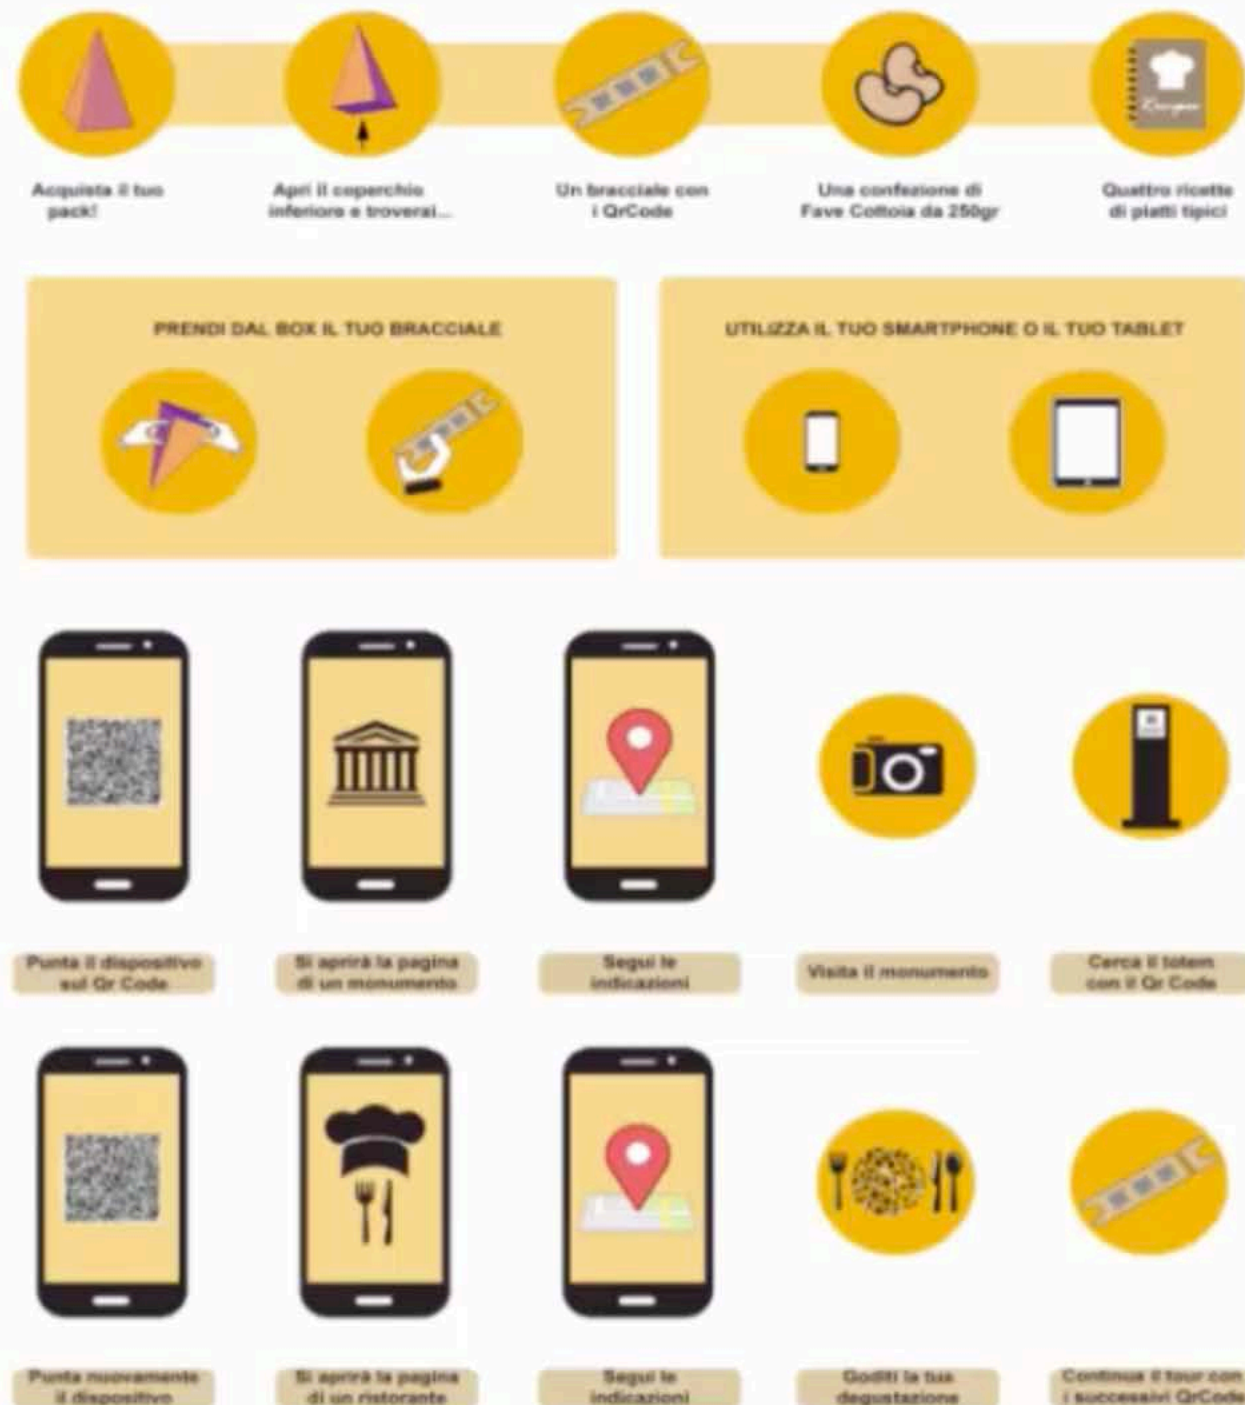 Acquista il tuo
pack!
Apri il coperchio
inferiore e troverai...
Un bracciale con
i QrCode
Una confezione di
Fave Cottoia da 250gr
Quattro ricette
di piatti tipici
Recipes
PRENDI DAL BOX IL TUO BRACCIALE
UTILIZZA IL TUO SMARTPHONE O IL TUO TABLET
Punta il dispositivo
sul Qr Code
Si aprirà la pagina
di un monumento
Segui le
indicazioni
Visita il monumento
Cerca il totem
con il Qr Code
Punta nuovamente
il dispositivo
Si aprirà la pagina
di un ristorante
Segui le
indicazioni
Goditi la tua
degustazione
Continua il tour con
i successivi QrCode